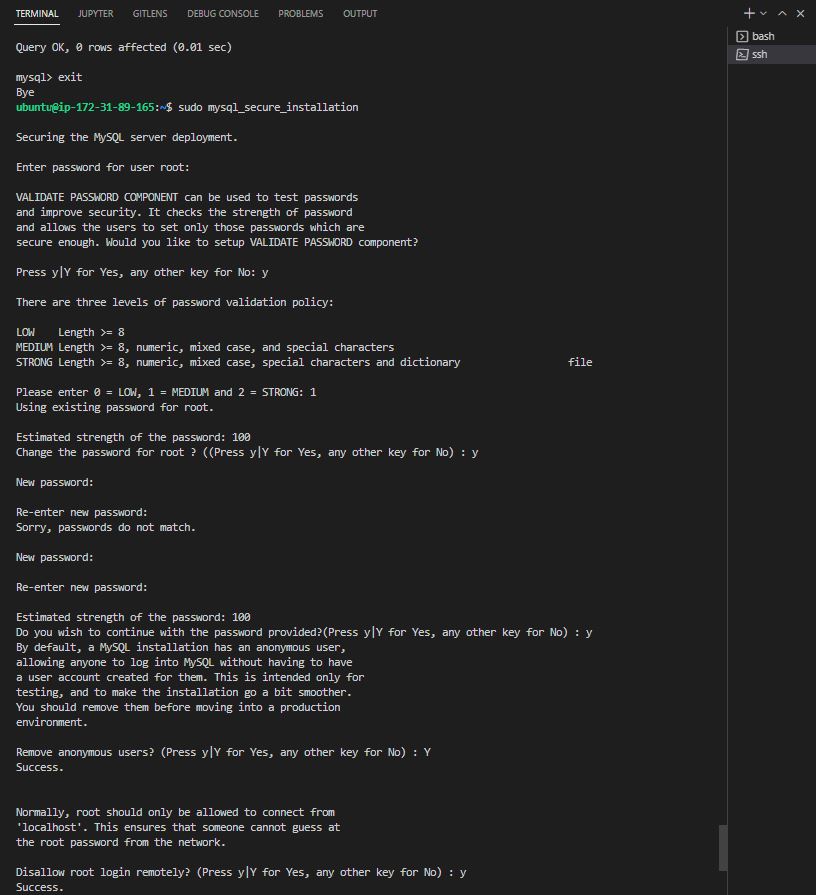 TERMINAL JUPYTER GITLENS DEBUG CONSOLE PROBLEMS OUTPUT
bash
ssh
Query OK, 0 rows affected (0.01 sec)
mysql> exit
Bye
ubuntu@ip-172-31-89-165:~$ sudo mysql_secure_installation
Securing the MySQL server deployment.
Enter password for user root:
VALIDATE PASSWORD COMPONENT can be used to test passwords
and improve security. It checks the strength of password
and allows the users to set only those passwords which are
secure enough. Would you like to setup VALIDATE PASSWORD component?
Press y|Y for Yes, any other key for No: y
There are three levels of password validation policy:
LOW    Length >= 8
MEDIUM Length >= 8, numeric, mixed case, and special characters
STRONG Length >= 8, numeric, mixed case, special characters and dictionary                  file
Please enter 0 = LOW, 1 = MEDIUM and 2 = STRONG: 1
Using existing password for root.
Estimated strength of the password: 100
Change the password for root ? ((Press y|Y for Yes, any other key for No) : y
New password:
Re-enter new password:
Sorry, passwords do not match.
New password:
Re-enter new password:
Estimated strength of the password: 100
Do you wish to continue with the password provided?(Press y|Y for Yes, any other key for No) : y
By default, a MySQL installation has an anonymous user,
allowing anyone to log into MySQL without having to have
a user account created for them. This is intended only for
testing, and to make the installation go a bit smoother.
You should remove them before moving into a production
environment.
Remove anonymous users? (Press y|Y for Yes, any other key for No) : Y
Success.
Normally, root should only be allowed to connect from
'localhost'. This ensures that someone cannot guess at
the root password from the network.
Disallow root login remotely? (Press y|Y for Yes, any other key for No) : y
Success.